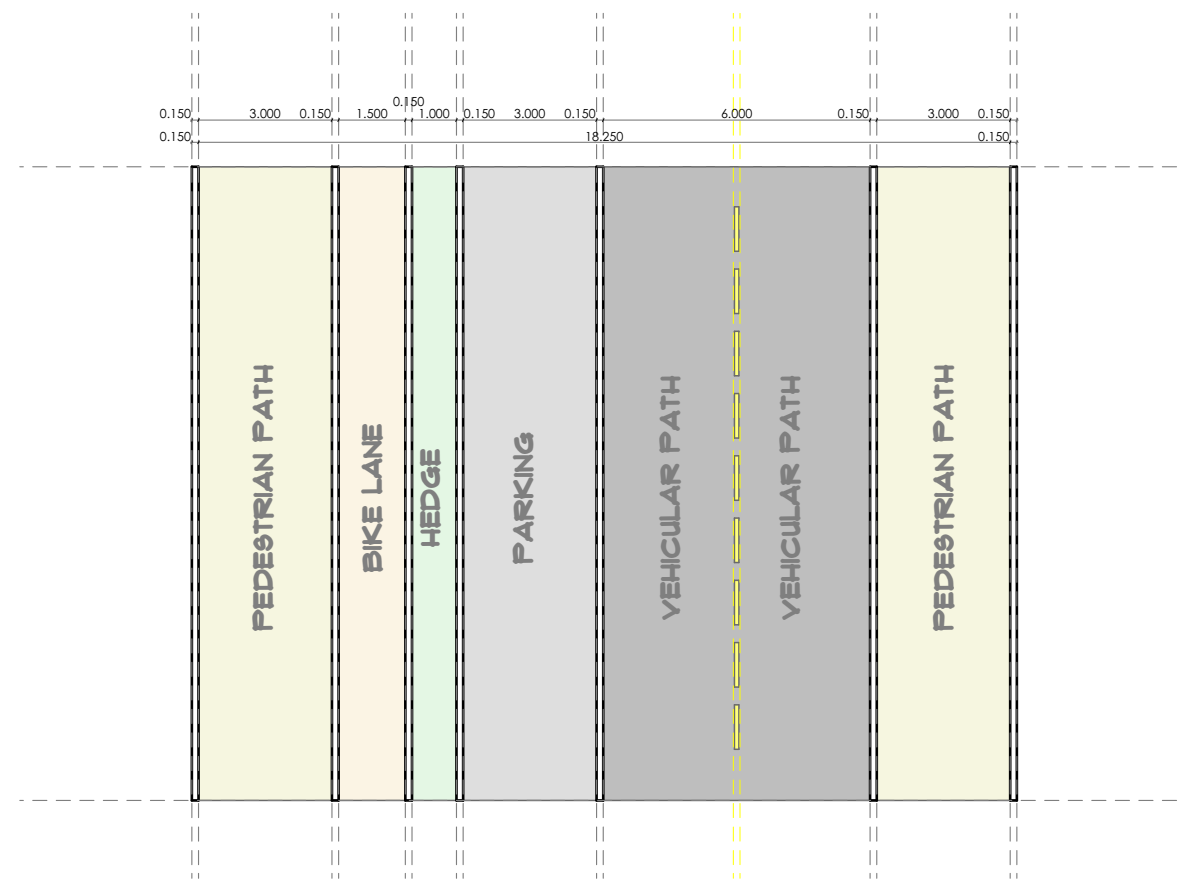 0.150
0.150 3.000 0.150 1.500 1.000 0.150 3.000 0.150 6.000 0.150 3.000 0.150
0.150 18.250 0.150
PEDESTRIAN PATH
BIKE LANE
HEDGE
PARKING
VEHICULAR PATH
VEHICULAR PATH
PEDESTRIAN PATH